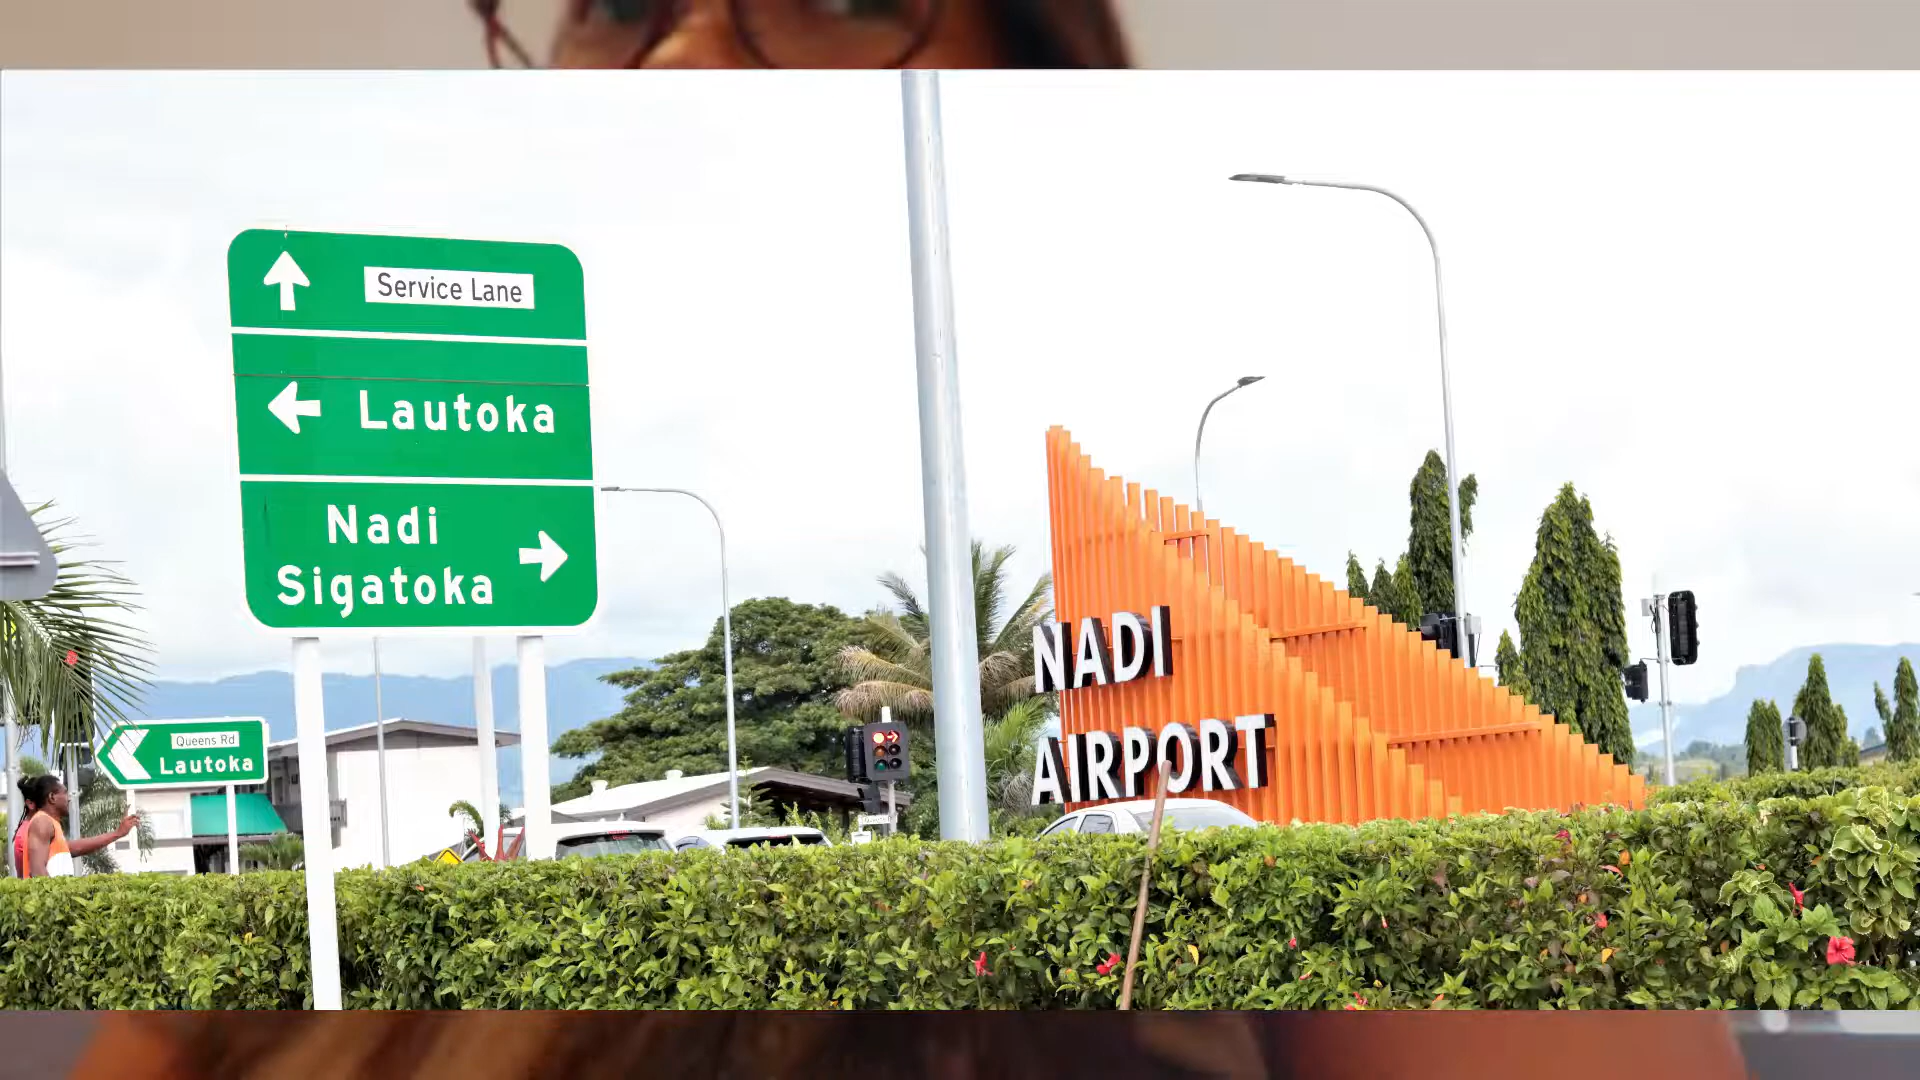 Service Lane
Lautoka
Nadi
Sigatoka
Queens Rd
Lautoka
NADI
AIRPORT